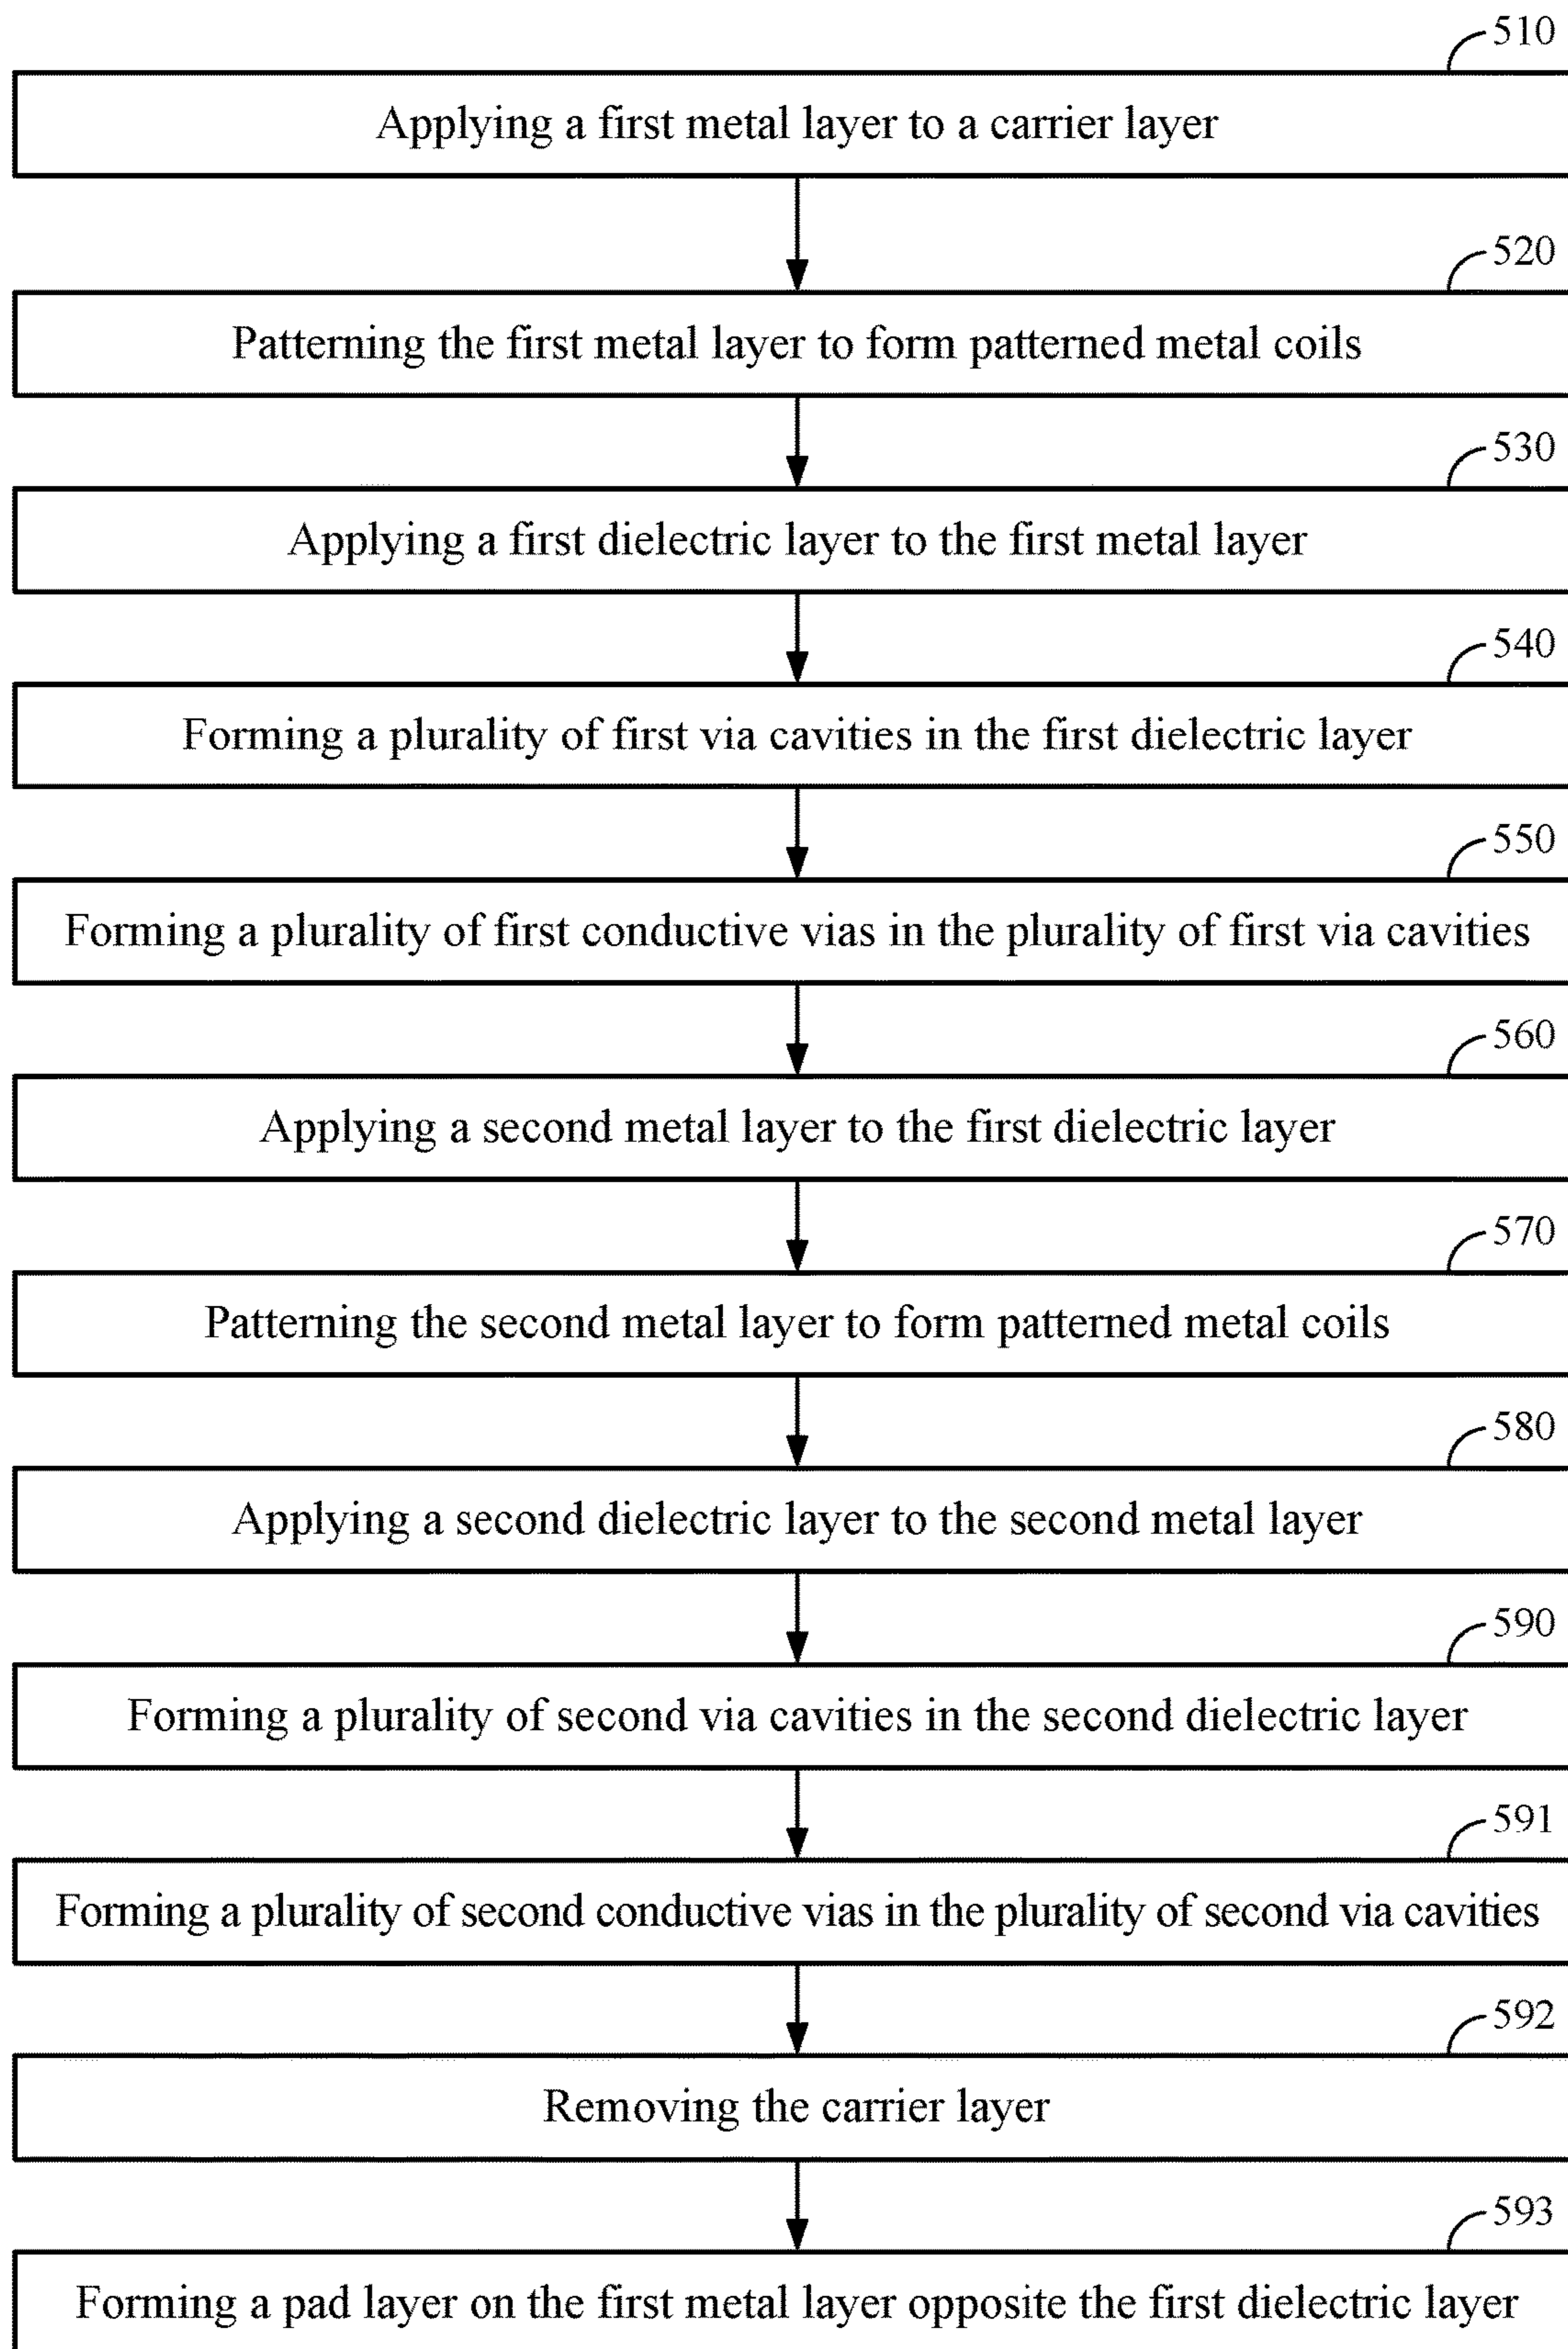 510
Applying a first metal layer to a carrier layer
520
Patterning the first metal layer to form patterned metal coils
530
Applying a first dielectric layer to the first metal layer
540
Forming a plurality of first via cavities in the first dielectric layer
550
Forming a plurality of first conductive vias in the plurality of first via cavities
560
Applying a second metal layer to the first dielectric layer
570
Patterning the second metal layer to form patterned metal coils
580
Applying a second dielectric layer to the second metal layer
590
Forming a plurality of second via cavities in the second dielectric layer
591
Forming a plurality of second conductive vias in the plurality of second via cavities
592
Removing the carrier layer
593
Forming a pad layer on the first metal layer opposite the first dielectric layer